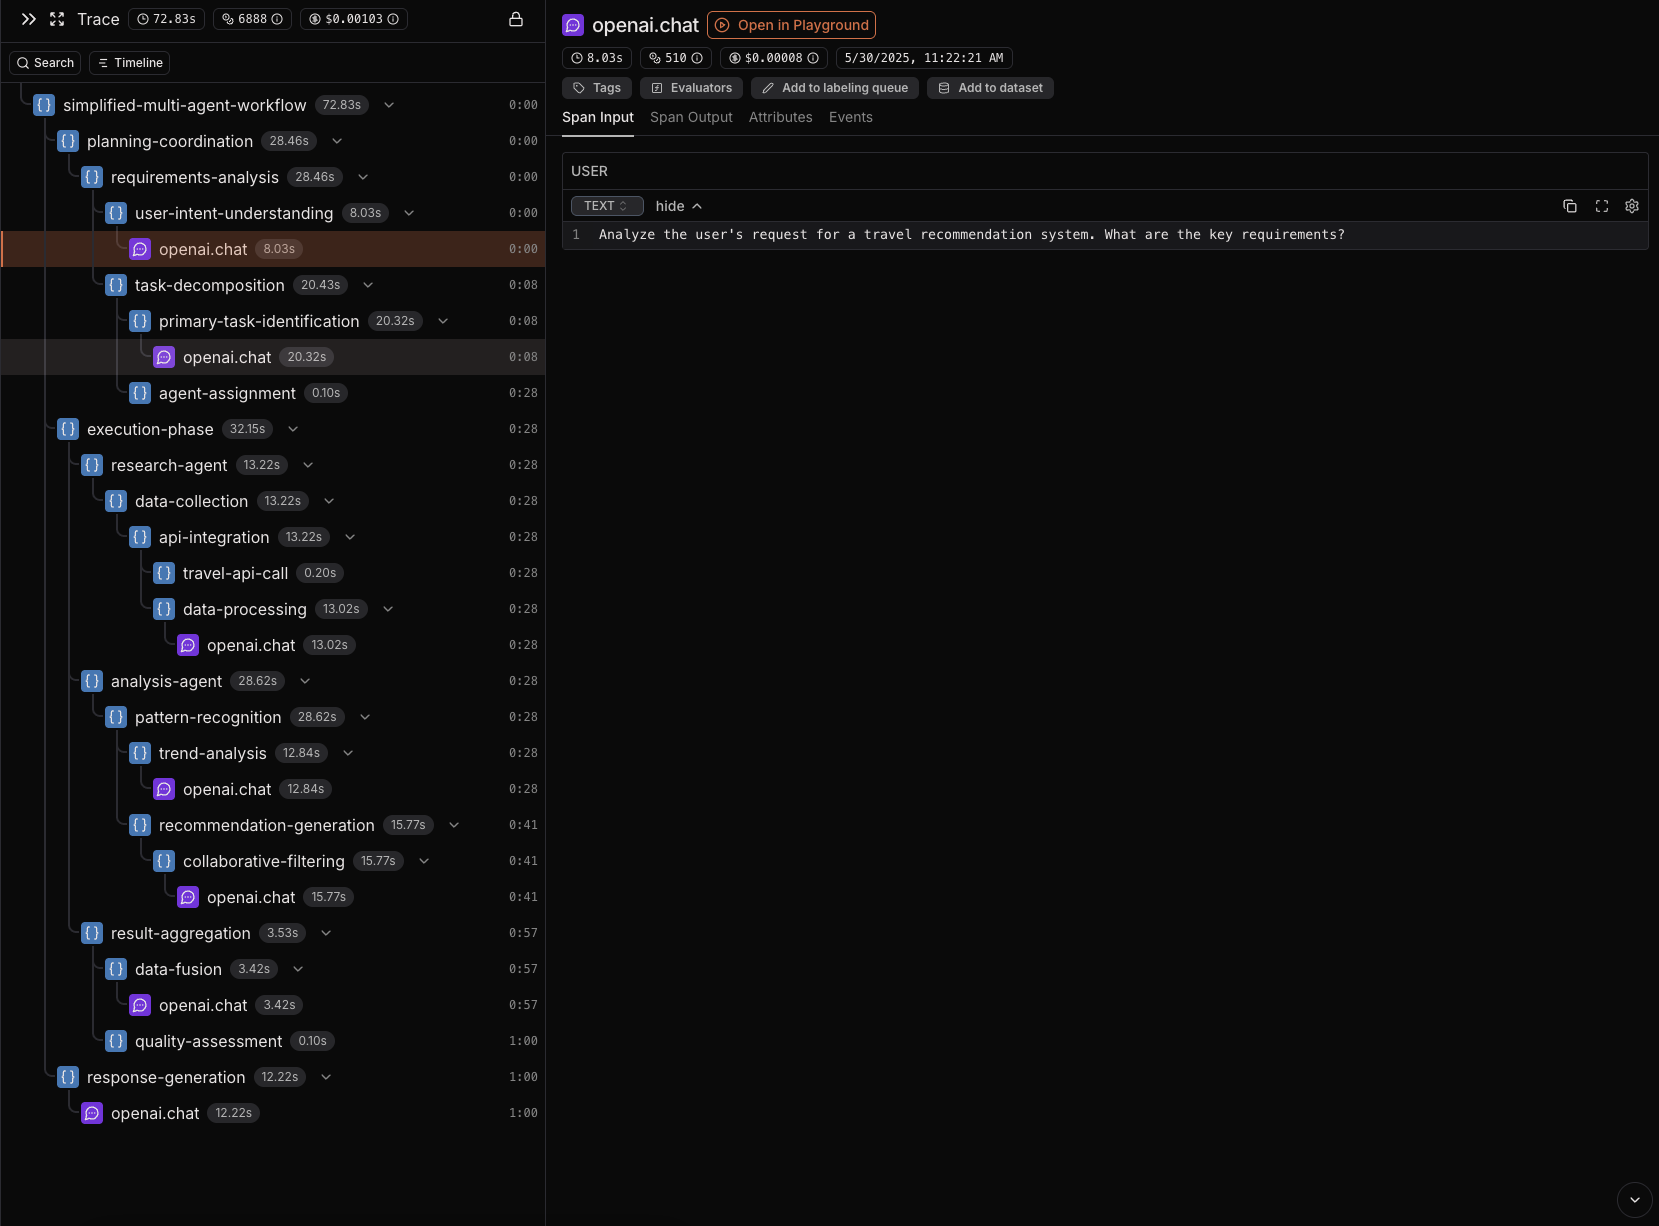 Trace 72.83s 6888 $0.00103
Search Timeline
simplified-multi-agent-workflow 72.83s 0:00
planning-coordination 28.46s 0:00
requirements-analysis 28.46s 0:00
user-intent-understanding 8.03s 0:00
openai.chat 8.03s 0:00
task-decomposition 20.43s 0:08
primary-task-identification 20.32s 0:08
openai.chat 20.32s 0:08
agent-assignment 0.10s 0:28
execution-phase 32.15s 0:28
research-agent 13.22s 0:28
data-collection 13.22s 0:28
api-integration 13.22s 0:28
travel-api-call 0.20s 0:28
data-processing 13.02s 0:28
openai.chat 13.02s 0:28
analysis-agent 28.62s 0:28
pattern-recognition 28.62s 0:28
trend-analysis 12.84s 0:28
openai.chat 12.84s 0:28
recommendation-generation 15.77s 0:41
collaborative-filtering 15.77s 0:41
openai.chat 15.77s 0:41
result-aggregation 3.53s 0:57
data-fusion 3.42s 0:57
openai.chat 3.42s 0:57
quality-assessment 0.10s 1:00
response-generation 12.22s 1:00
openai.chat 12.22s 1:00
openai.chat Open in Playground
8.03s 510 $0.00008 5/30/2025, 11:22:21 AM
Tags Evaluators Add to labeling queue Add to dataset
Span Input Span Output Attributes Events
USER
TEXT hide
1 Analyze the user's request for a travel recommendation system. What are the key requirements?